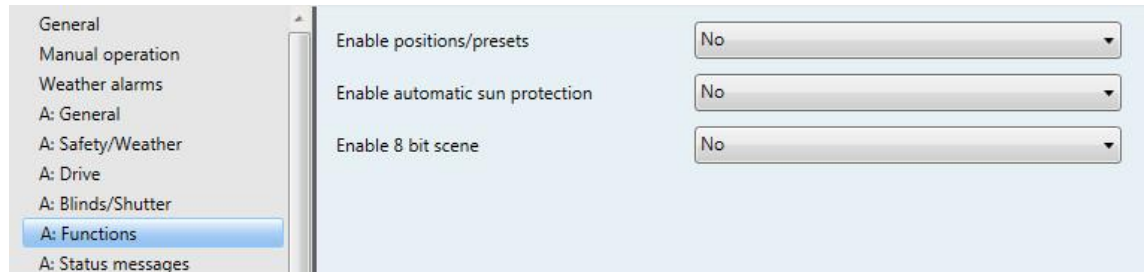 General
Manual operation
Weather alarms
A: General
A: Safety/Weather
A: Drive
A: Blinds/Shutter
A: Functions
A: Status messages
Enable positions/presets No
Enable automatic sun protection No
Enable 8 bit scene No